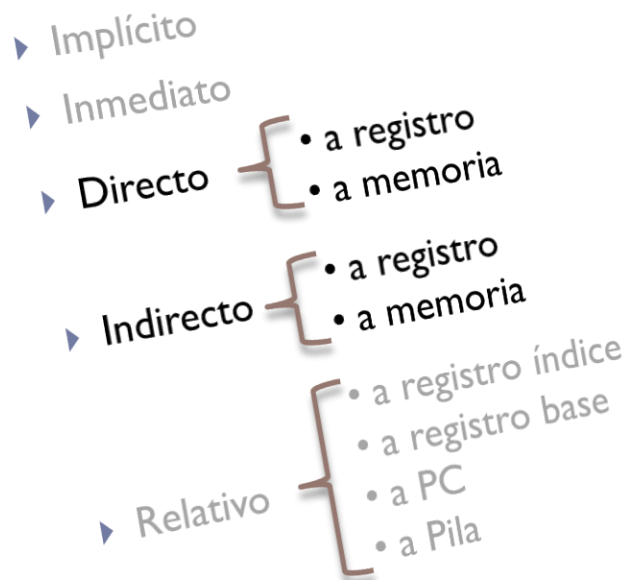 Implícito
Inmediato
Directo
• a registro
• a memoria
Indirecto
• a registro
• a memoria
Relativo
• a registro índice
• a registro base
• a PC
• a Pila